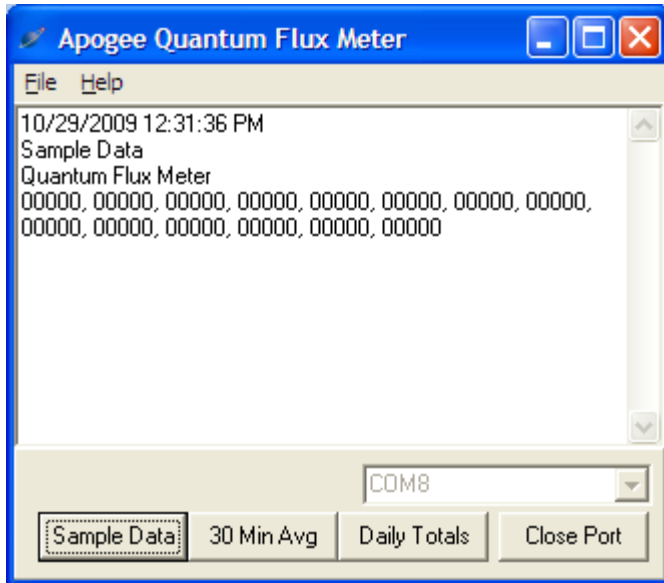 Apogee Quantum Flux Meter
File Help
10/29/2009 12:31:36 PM
Sample Data
Quantum Flux Meter
00000, 00000, 00000, 00000, 00000, 00000, 00000, 00000,
00000, 00000, 00000, 00000, 00000, 00000
COM8
Sample Data 30 Min Avg Daily Totals Close Port